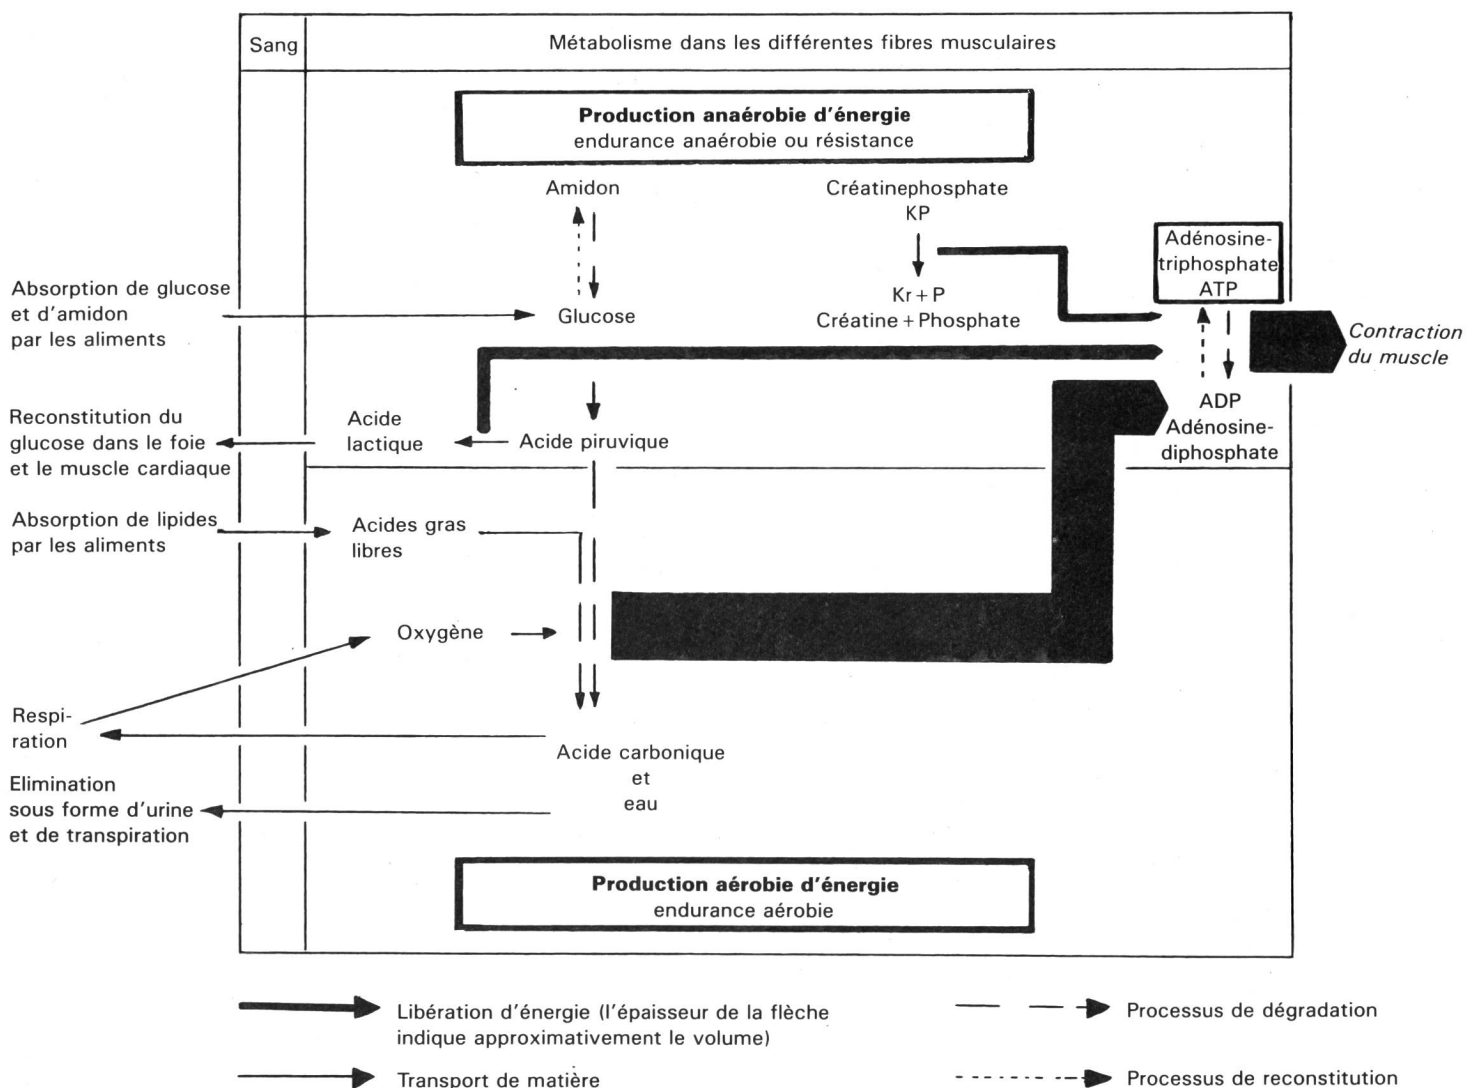 Sang
Métabolisme dans les différentes fibres musculaires
Production anaérobie d'énergie
endurance anaérobie ou résistance
Amidon
Créatinephosphate
KP
Adénosine-
triphosphate
ATP
Absorption de glucose
et d'amidon
par les aliments
Glucose
Kr + P
Créatine + Phosphate
Contraction
du muscle
ADP
Adénosine-
diphosphate
Reconstitution du
glucose dans le foie
et le muscle cardiaque
Acide
lactique
Acide piruvique
Absorption de lipides
par les aliments
Acides gras
libres
Oxygène
Respi-
ration
Acide carbonique
et
eau
Elimination
sous forme d'urine
et de transpiration
Production aérobie d'énergie
endurance aérobie
Libération d'énergie (l'épaisseur de la flèche
indique approximativement le volume)
Processus de dégradation
Transport de matière
Processus de reconstitution